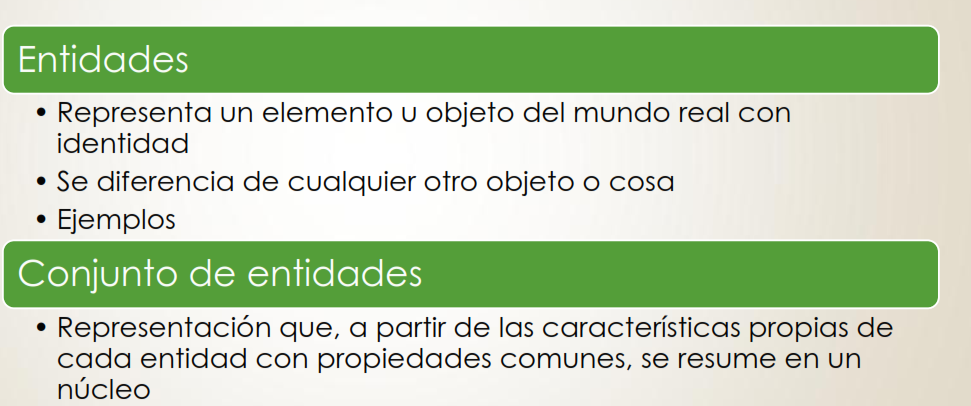 Entidades
• Representa un elemento u objeto del mundo real con
identidad
• Se diferencia de cualquier otro objeto o cosa
• Ejemplos
Conjunto de entidades
• Representación que, a partir de las características propias de
cada entidad con propiedades comunes, se resume en un
núcleo